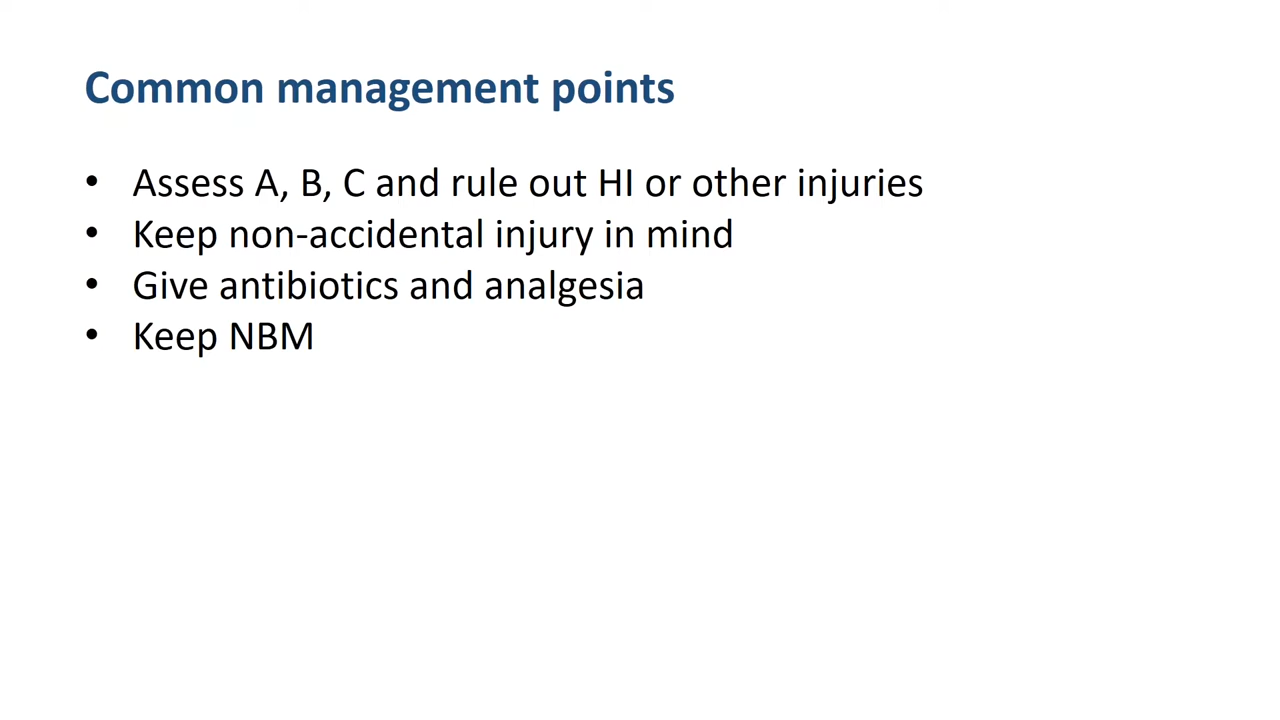 Common management points
• Assess A, B, C and rule out HI or other injuries
• Keep non-accidental injury in mind
• Give antibiotics and analgesia
• Keep NBM